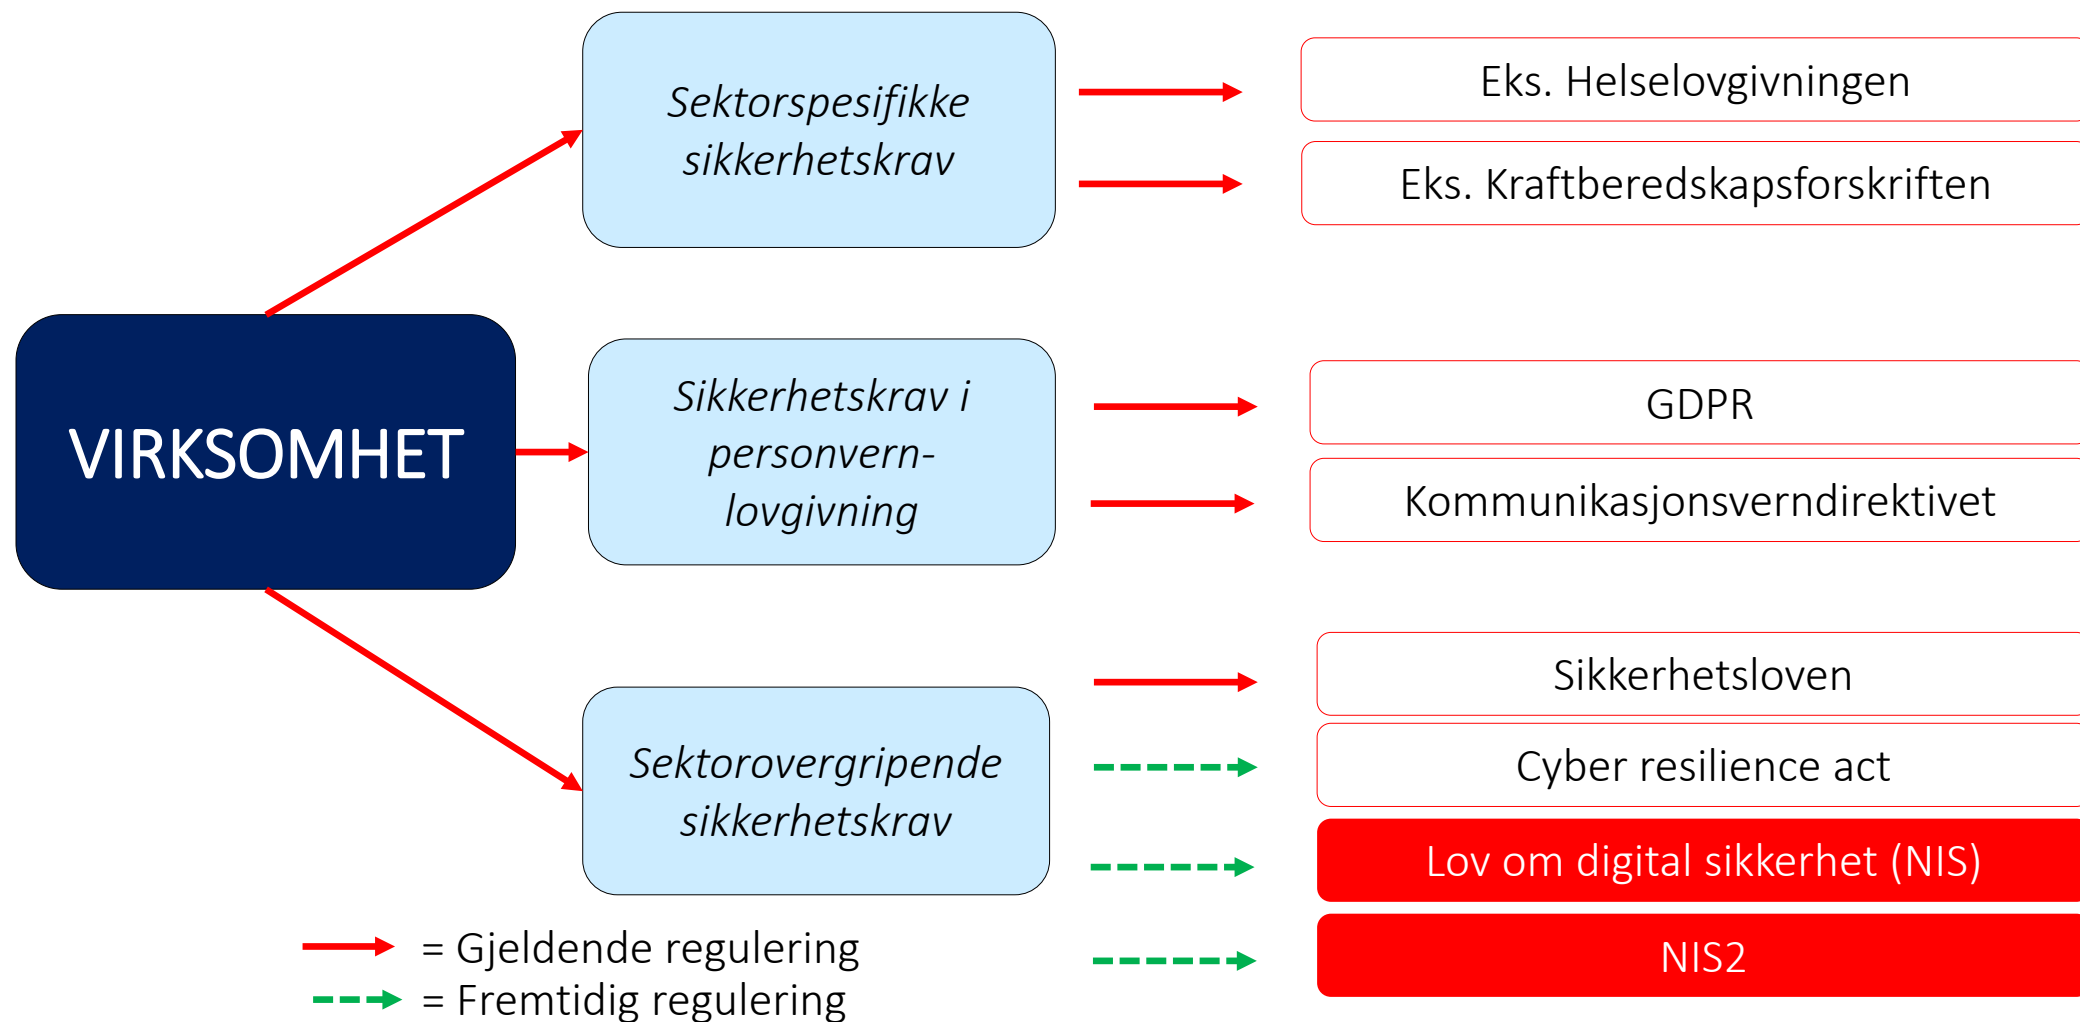 Sektorspesifikke
sikkerhetskrav
Eks. Helselovgivningen
Eks. Kraftberedskapsforskriften
VIRKSOMHET
Sikkerhetskrav i
personvern-
lovgivning
GDPR
Kommunikasjonsverndirektivet
Sektorovergripende
sikkerhetskrav
Sikkerhetsloven
Cyber resilience act
Lov om digital sikkerhet (NIS)
NIS2
= Gjeldende regulering
= Fremtidig regulering